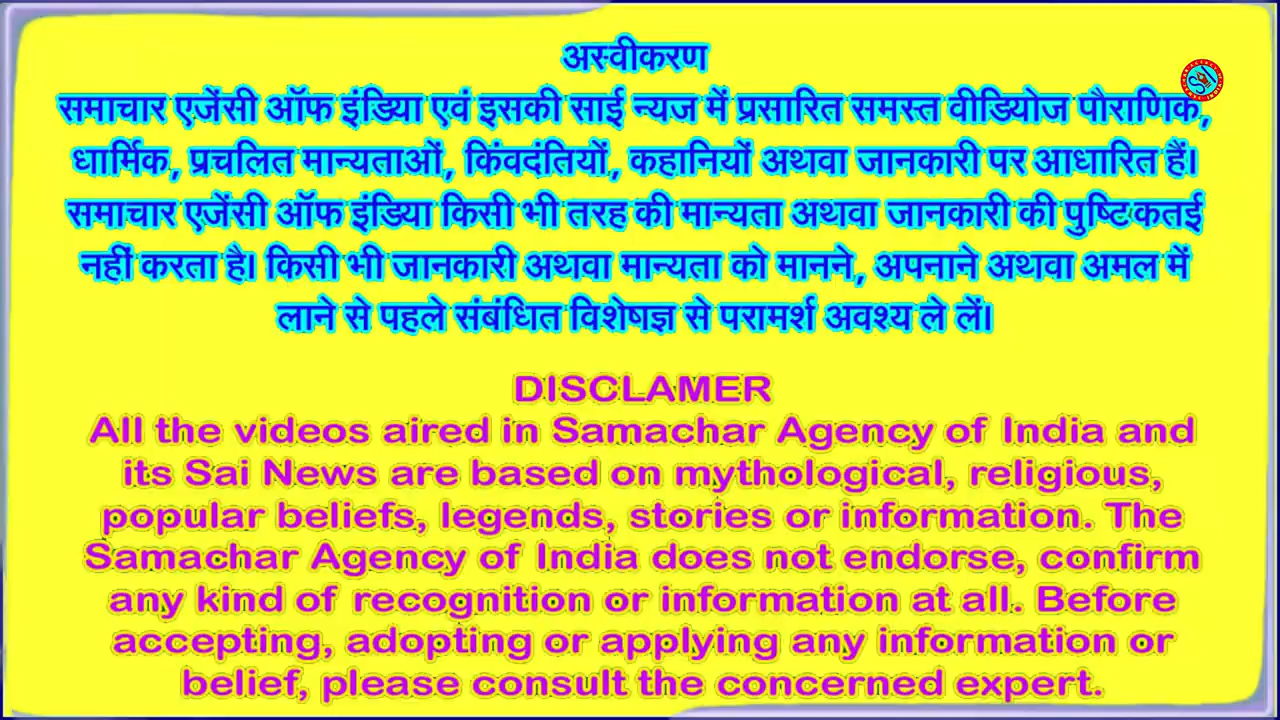 अस्वीकरण
समाचार एजेंसी ऑफ इंडिया एवं इसकी साई न्यूज में प्रसारित समस्त वीडियोज पौराणिक,
धार्मिक, प्रचलित मान्यताओं, किंवदंतियों, कहानियों अथवा जानकारी पर आधारित हैं।
समाचार एजेंसी ऑफ इंडिया किसी भी तरह की मान्यता अथवा जानकारी की पुष्टि कतई
नहीं करता है। किसी भी जानकारी अथवा मान्यता को मानने, अपनाने अथवा अमल में
लाने से पहले संबंधित विशेषज्ञ से परामर्श अवश्य ले लें।
DISCLAMER
All the videos aired in Samachar Agency of India and
its Sai News are based on mythological, religious,
popular beliefs, legends, stories or information. The
Samachar Agency of India does not endorse, confirm
any kind of recognition or information at all. Before
accepting, adopting or applying any information or
belief, please consult the concerned expert.